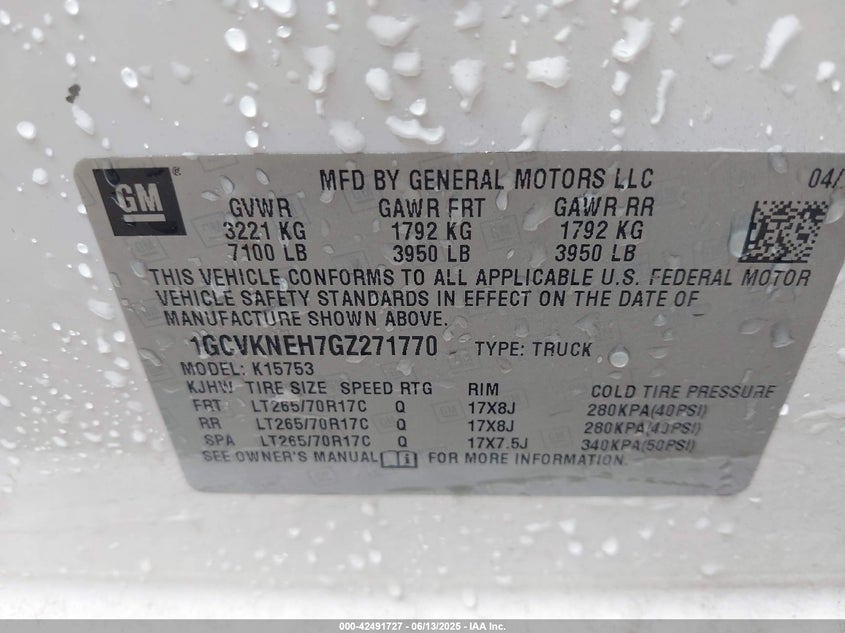 GM®
MFD BY GENERAL MOTORS LLC 04/
GVWR GAWR FRT GAWR RR
3221 KG 1792 KG 1792 KG
7100 LB 3950 LB 3950 LB
THIS VEHICLE CONFORMS TO ALL APPLICABLE U.S. FEDERAL MOTOR
VEHICLE SAFETY STANDARDS IN EFFECT ON THE DATE OF
MANUFACTURE SHOWN ABOVE.
1GCVKNEH7GZ271770 TYPE: TRUCK
MODEL: K15753
KJHW TIRE SIZE SPEED RTG RIM COLD TIRE PRESSURE
FRT LT265/70R17C Q 17X8J 280KPA(40PSI)
RR LT265/70R17C Q 17X8J 280KPA(40PSI)
SPA LT265/70R17C Q 17X7.5J 340KPA(50PSI)
SEE OWNER'S MANUAL FOR MORE INFORMATION.
000-42491727 - 06/13/2025 - IAA Inc.